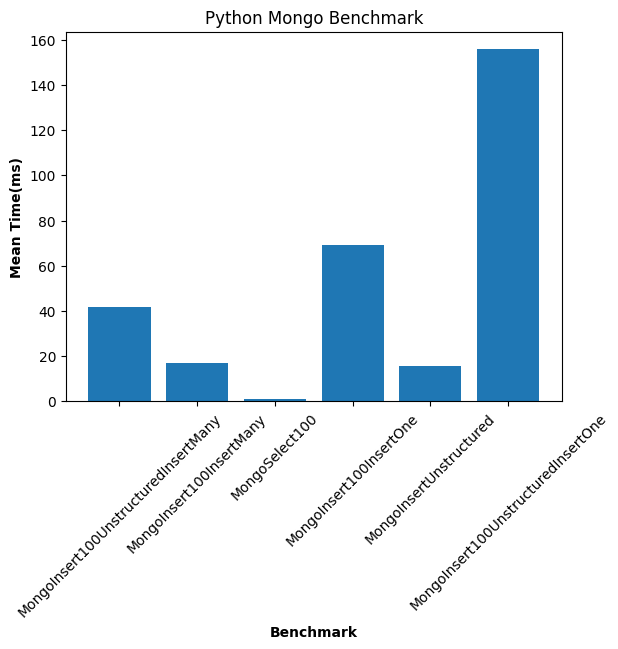 Python Mongo Benchmark
Mean Time(ms)
160
140
120
100
80
60
40
20
0
MongoInsert100UnstructuredInsertMany
MongoInsert100InsertMany
MongoSelect100
MongoInsert100InsertOne
MongoInsertUnstructured
MongoInsert100UnstructuredInsertOne
Benchmark